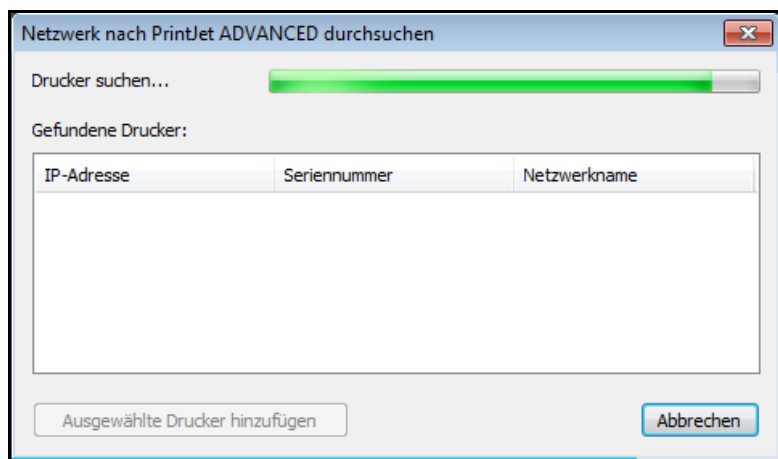 Netzwerk nach PrintJet ADVANCED durchsuchen
Drucker suchen...
Gefundene Drucker:
IP-Adresse Seriennummer Netzwerkname
Ausgewählte Drucker hinzufügen Abbrechen